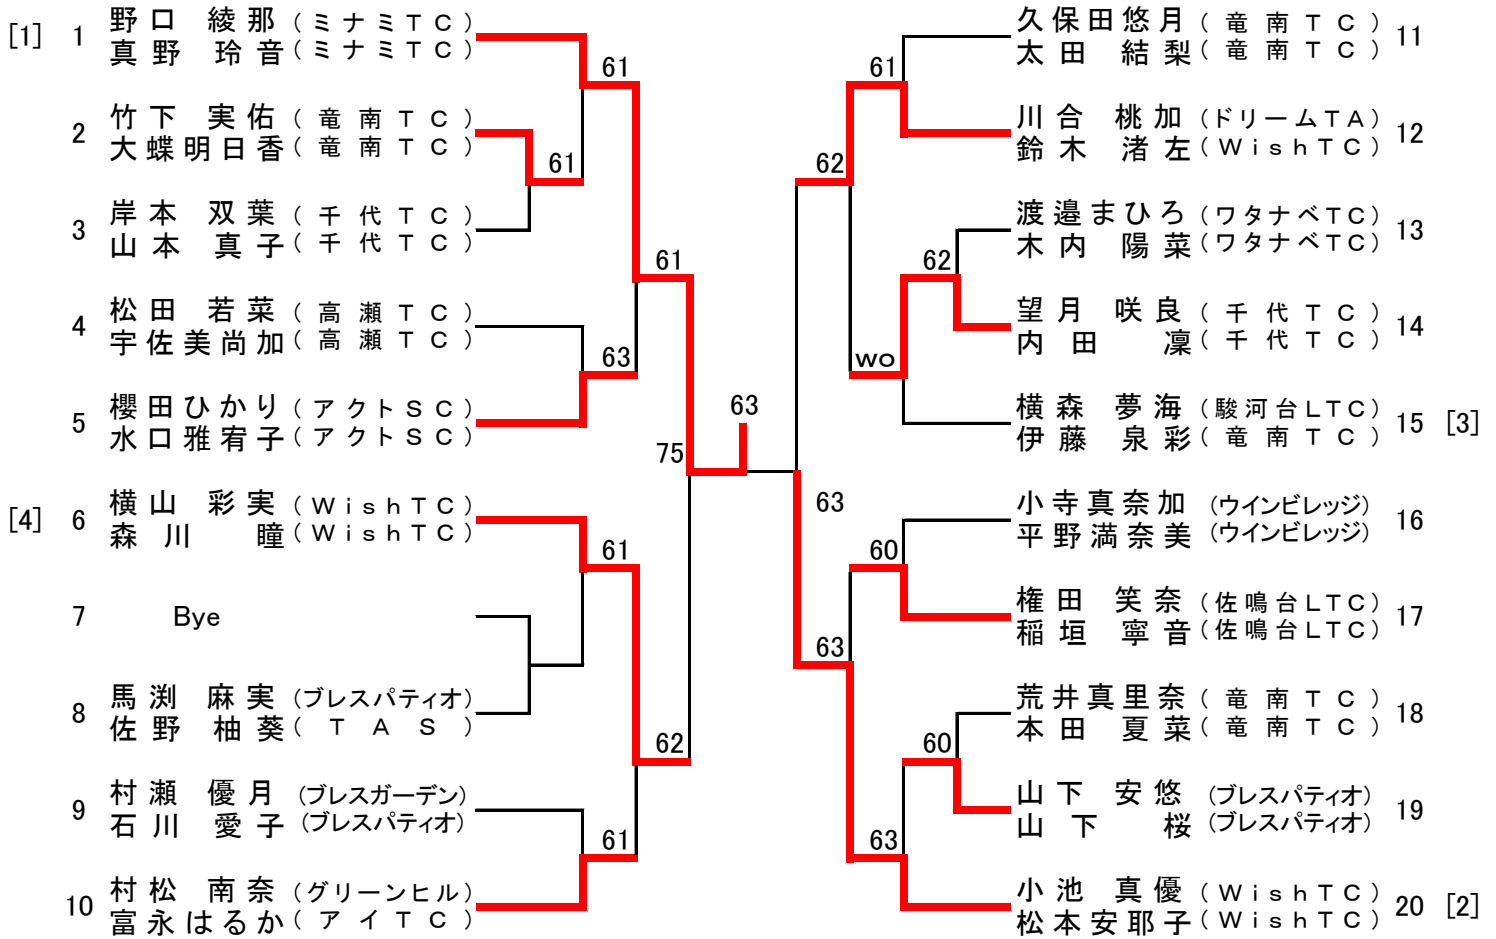 [1] 1 野口 綾那 (ミナミTC)
真野 玲音 (ミナミTC)
61
2 竹下 実佑 (竜南TC)
大蝶明日香 (竜南TC)
61
3 岸本 双葉 (千代TC)
山本 真子 (千代TC)
61
4 松田 若菜 (高瀬TC)
宇佐美尚加 (高瀬TC)
63
5 櫻田ひかり (アクトSC)
水口雅宥子 (アクトSC)
75
63
[4] 6 横山 彩実 (WishTC)
森川 瞳 (WishTC)
61
7 Bye
8 馬渕 麻実 (ブレスパティオ)
佐野 柚葵 (TAS)
62
9 村瀬 優月 (ブレスガーデン)
石川 愛子 (ブレスパティオ)
61
10 村松 南奈 (グリーンヒル)
富永はるか (アイTC)
久保田悠月 (竜南TC) 11
太田 結梨 (竜南TC)
61
川合 桃加 (ドリームTA) 12
鈴木 渚左 (WishTC)
62
渡邉まひろ (ワタナベTC) 13
木内 陽菜 (ワタナベTC)
62
望月 咲良 (千代TC) 14
内田 凜 (千代TC)
WO
横森 夢海 (駿河台LTC) 15 [3]
伊藤 泉彩 (竜南TC)
63
小寺真奈加 (ウインビレッジ) 16
平野満奈美 (ウインビレッジ)
60
権田 笑奈 (佐鳴台LTC) 17
稲垣 寧音 (佐鳴台LTC)
63
荒井真里奈 (竜南TC) 18
本田 夏菜 (竜南TC)
60
山下 安悠 (ブレスパティオ) 19
山下 桜 (ブレスパティオ)
63
小池 真優 (WishTC) 20 [2]
松本安耶子 (WishTC)